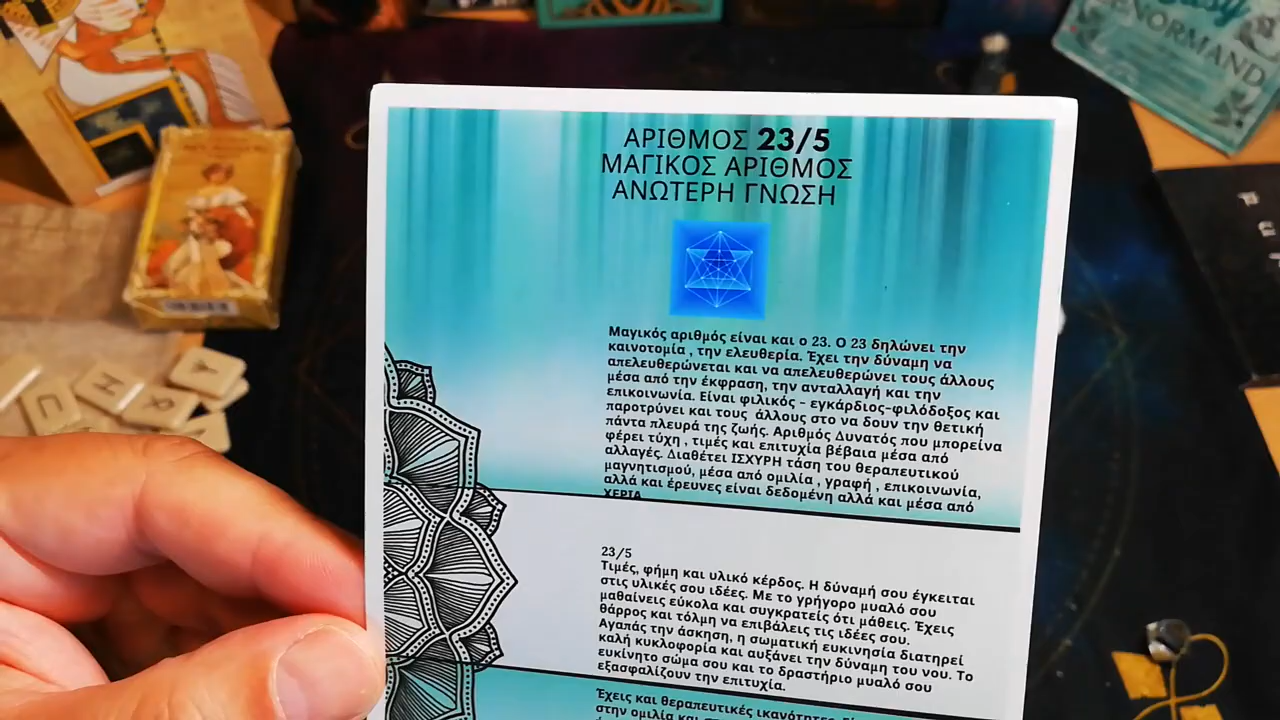 ENORMAND
ΑΡΙΘΜΟΣ 23/5
ΜΑΓΙΚΟΣ ΑΡΙΘΜΟΣ
ΑΝΩΤΕΡΗ ΓΝΩΣΗ
Μαγικός αριθμός είναι και ο 23. Ο 23 δηλώνει την
καινοτομία , την ελευθερία. Έχει την δύναμη να
απελευθερώνεται και να απελευθερώνει τους άλλους
μέσα από την έκφραση, την ανταλλαγή και την
επικοινωνία. Είναι φιλικός – εγκάρδιος–φιλόδοξος και
παροτρύνει και τους άλλους στο να δουν την θετική
πάντα πλευρά της ζωής. Αριθμός Δυνατός που μπορείνα
φέρει τύχη , τιμές και επιτυχία βέβαια μέσα από
αλλαγές. Διαθέτει ΙΣΧΥΡΗ τάση του θεραπευτικού
μαγνητισμού, μέσα από ομιλία , γραφή , επικοινωνία,
αλλά και έρευνες είναι δεδομένη αλλά και μέσα από
ΧΕΡΙΑ
23/5
Τιμές, φήμη και υλικό κέρδος. Η δύναμή σου έγκειται
στις υλικές σου ιδέες. Με το γρήγορο μυαλό σου
μαθαίνεις εύκολα και συγκρατείς ότι μάθεις. Έχεις
θάρρος και τόλμη να επιβάλεις τις ιδέες σου.
Αγαπάς την άσκηση, η σωματική ευκινησία διατηρεί
καλή κυκλοφορία και αυξάνει την δύναμη του νου. Το
ευκίνητο σώμα σου και το δραστήριο μυαλό σου
εξασφαλίζουν την επιτυχία.
Έχεις και θεραπευτικές ικανότητες.
στην ομιλία και